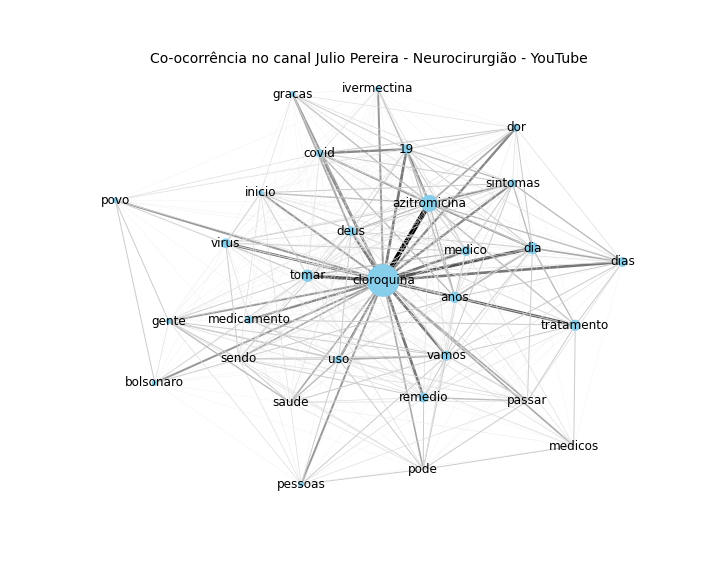 Co-ocorrência no canal Julio Pereira - Neurocirurgião - YouTube
ivermectina
gracas
dor
19
covid
sintomas
inicio
povo
azitromicina
deus
virus
medico
dia
dias
tomar
cloroquina
anos
gente
medicamento
tratamento
sendo
uso
vamos
bolsonaro
remedio
saude
passar
medicos
pode
pessoas